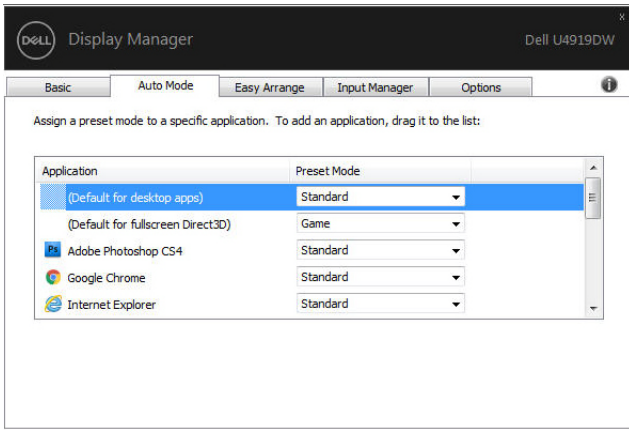 DELL Display Manager Dell U4919DW
x
Basic Auto Mode Easy Arrange Input Manager Options
Assign a preset mode to a specific application. To add an application, drag it to the list:
Application Preset Mode
(Default for desktop apps) Standard
(Default for fullscreen Direct3D) Game
Ps Adobe Photoshop CS4 Standard
Google Chrome Standard
Internet Explorer Standard